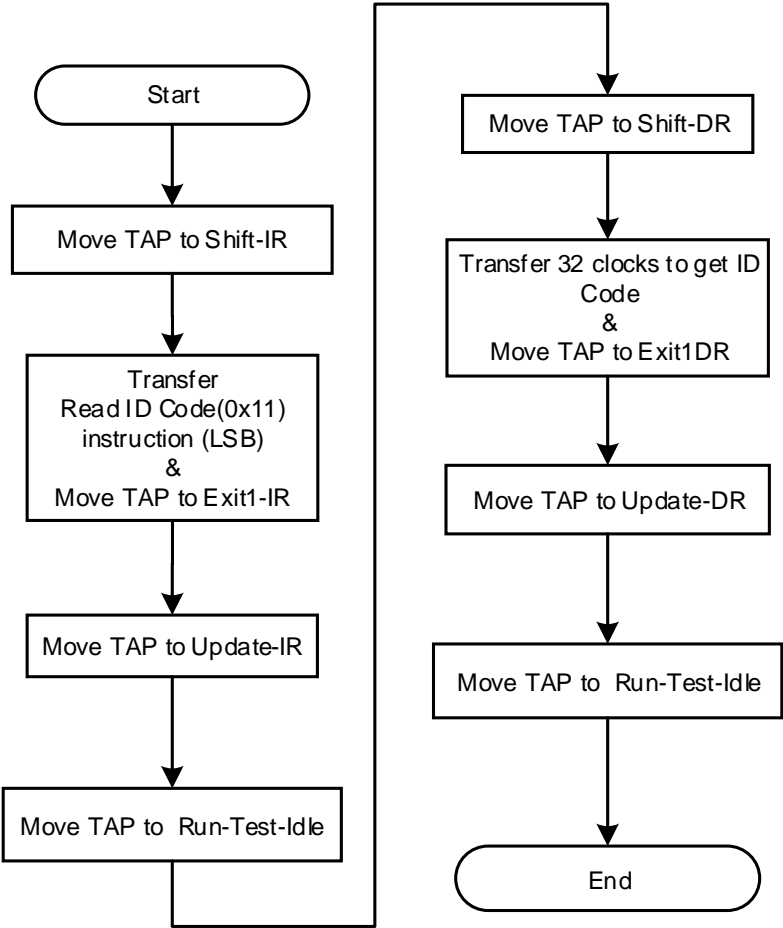 Start
Move TAP to Shift-IR
Transfer
Read ID Code(0x11)
instruction (LSB)
&
Move TAP to Exit1-IR
Move TAP to Update-IR
Move TAP to Run-Test-Idle
Move TAP to Shift-DR
Transfer 32 clocks to get ID
Code
&
Move TAP to Exit1DR
Move TAP to Update-DR
Move TAP to Run-Test-Idle
End